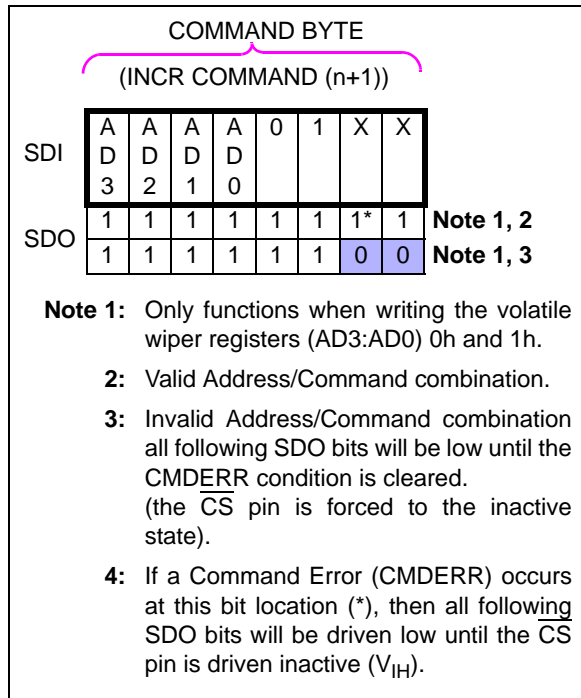 COMMAND BYTE
(INCR COMMAND (n+1))
SDI
A A A A 0 1 X X
D D D D
3 2 1 0
SDO
1 1 1 1 1 1 1* 1 Note 1, 2
1 1 1 1 1 1 0 0 Note 1, 3
Note 1: Only functions when writing the volatile
wiper registers (AD3:AD0) 0h and 1h.
2: Valid Address/Command combination.
3: Invalid Address/Command combination
all following SDO bits will be low until the
CMDERR condition is cleared.
(the C̅S̅ pin is forced to the inactive
state).
4: If a Command Error (CMDERR) occurs
at this bit location (*), then all following
SDO bits will be driven low until the C̅S̅
pin is driven inactive (VIH).